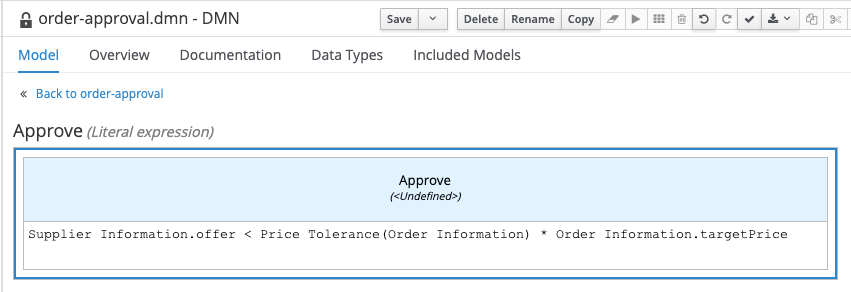 order-approval.dmn - DMN
Save Delete Rename Copy
Model Overview Documentation Data Types Included Models
« Back to order-approval
Approve (Literal expression)
Approve
(<Undefined>)
Supplier Information.offer < Price Tolerance(Order Information) * Order Information.targetPrice